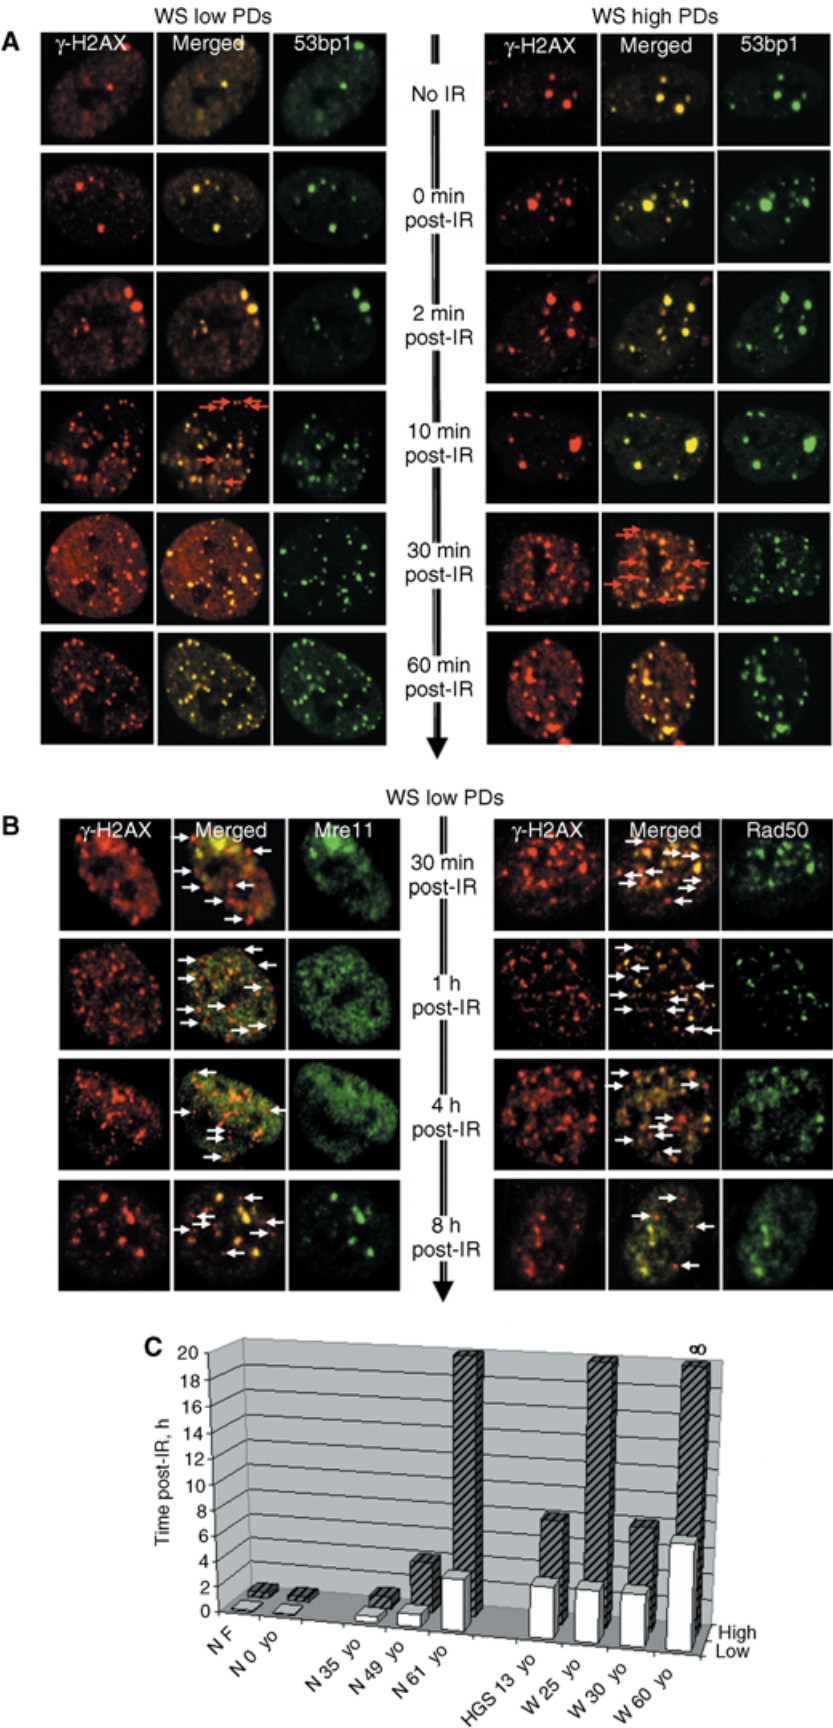 WS low PDs
WS high PDs
A
γ-H2AX Merged 53bp1
γ-H2AX Merged 53bp1
No IR
0 min
post-IR
2 min
post-IR
10 min
post-IR
30 min
post-IR
60 min
post-IR
WS low PDs
B
γ-H2AX Merged Mre11
γ-H2AX Merged Rad50
30 min
post-IR
1 h
post-IR
4 h
post-IR
8 h
post-IR
C
∞
Time post-IR, h
20
18
16
14
12
10
8
6
4
2
0
High
Low
N F
N 0 yo
N 35 yo
N 49 yo
N 61 yo
HGS 13 yo
W 25 yo
W 30 yo
W 60 yo